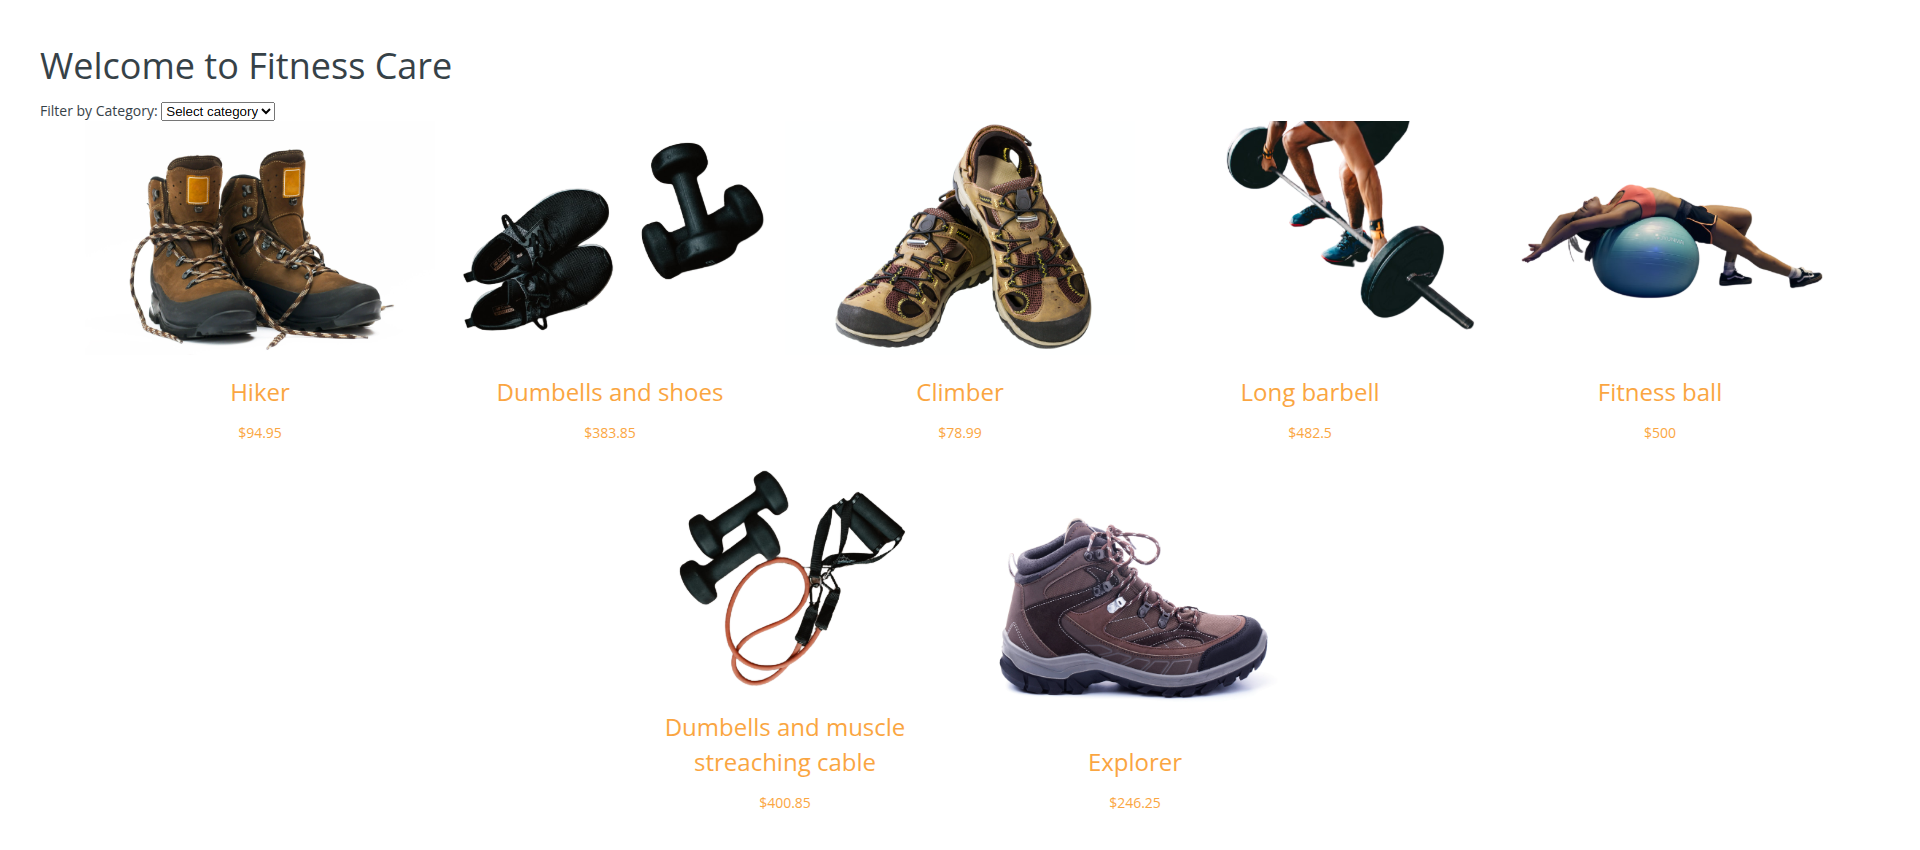 Welcome to Fitness Care
Filter by Category: Select category
Hiker
Dumbells and shoes
Climber
Long barbell
Fitness ball
$94.95
$383.85
$78.99
$482.5
$500
Dumbells and muscle
streaching cable
Explorer
$400.85
$246.25